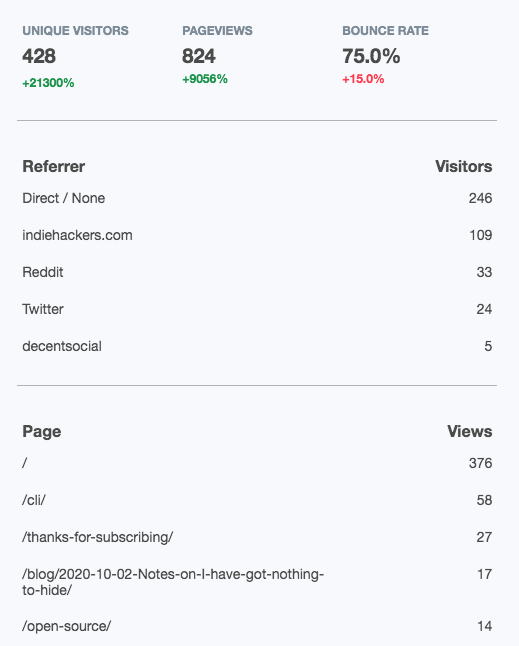 UNIQUE VISITORS PAGEVIEWS BOUNCE RATE
428 824 75.0%
+21300% +9056% +15.0%
Referrer Visitors
Direct / None 246
indiehackers.com 109
Reddit 33
Twitter 24
decentsocial 5
Page Views
/ 376
/cli/ 58
/thanks-for-subscribing/ 27
/blog/2020-10-02-Notes-on-I-have-got-nothing- 17
to-hide/
/open-source/ 14